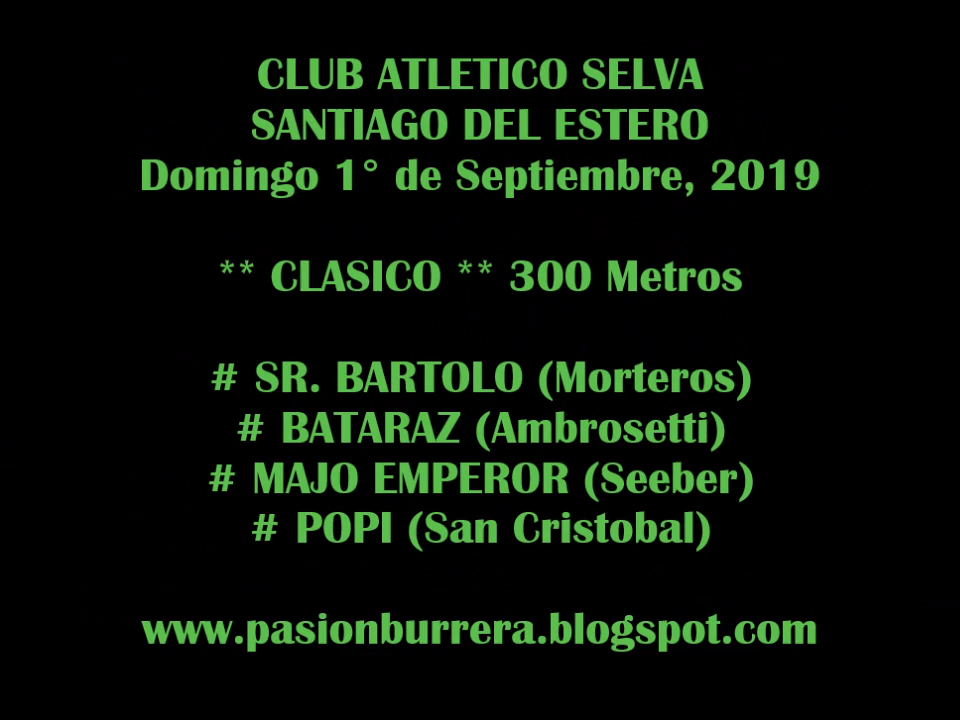 CLUB ATLETICO SELVA
SANTIAGO DEL ESTERO
Domingo 1° de Septiembre, 2019
** CLASICO ** 300 Metros
# SR. BARTOLO (Morteros)
# BATARAZ (Ambrosetti)
# MAJO EMPEROR (Seeber)
# POPI (San Cristobal)
www.pasionburrera.blogspot.com